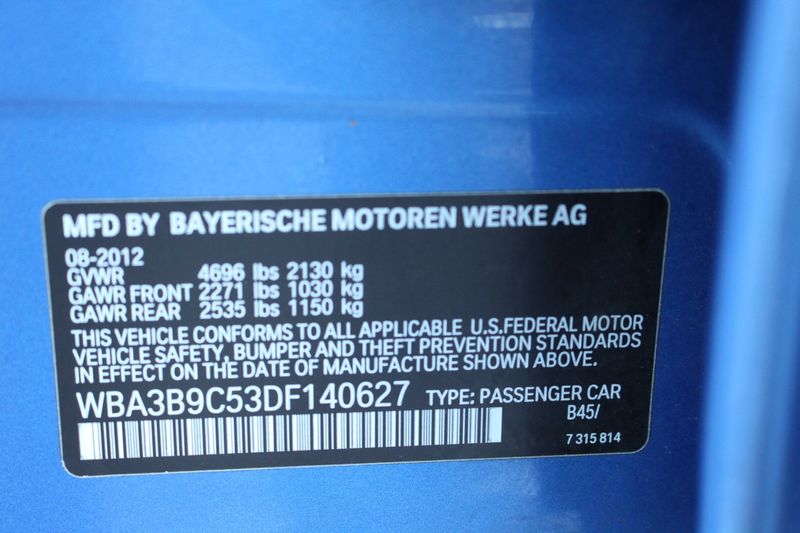 MFD BY BAYERISCHE MOTOREN WERKE AG
08-2012
GVWR 4696 lbs 2130 kg
GAWR FRONT 2271 lbs 1030 kg
GAWR REAR 2535 lbs 1150 kg
THIS VEHICLE CONFORMS TO ALL APPLICABLE U.S.FEDERAL MOTOR
VEHICLE SAFETY, BUMPER AND THEFT PREVENTION STANDARDS
IN EFFECT ON THE DATE OF MANUFACTURE SHOWN ABOVE.
WBA3B9C53DF140627 TYPE: PASSENGER CAR
B45/
7 315 814